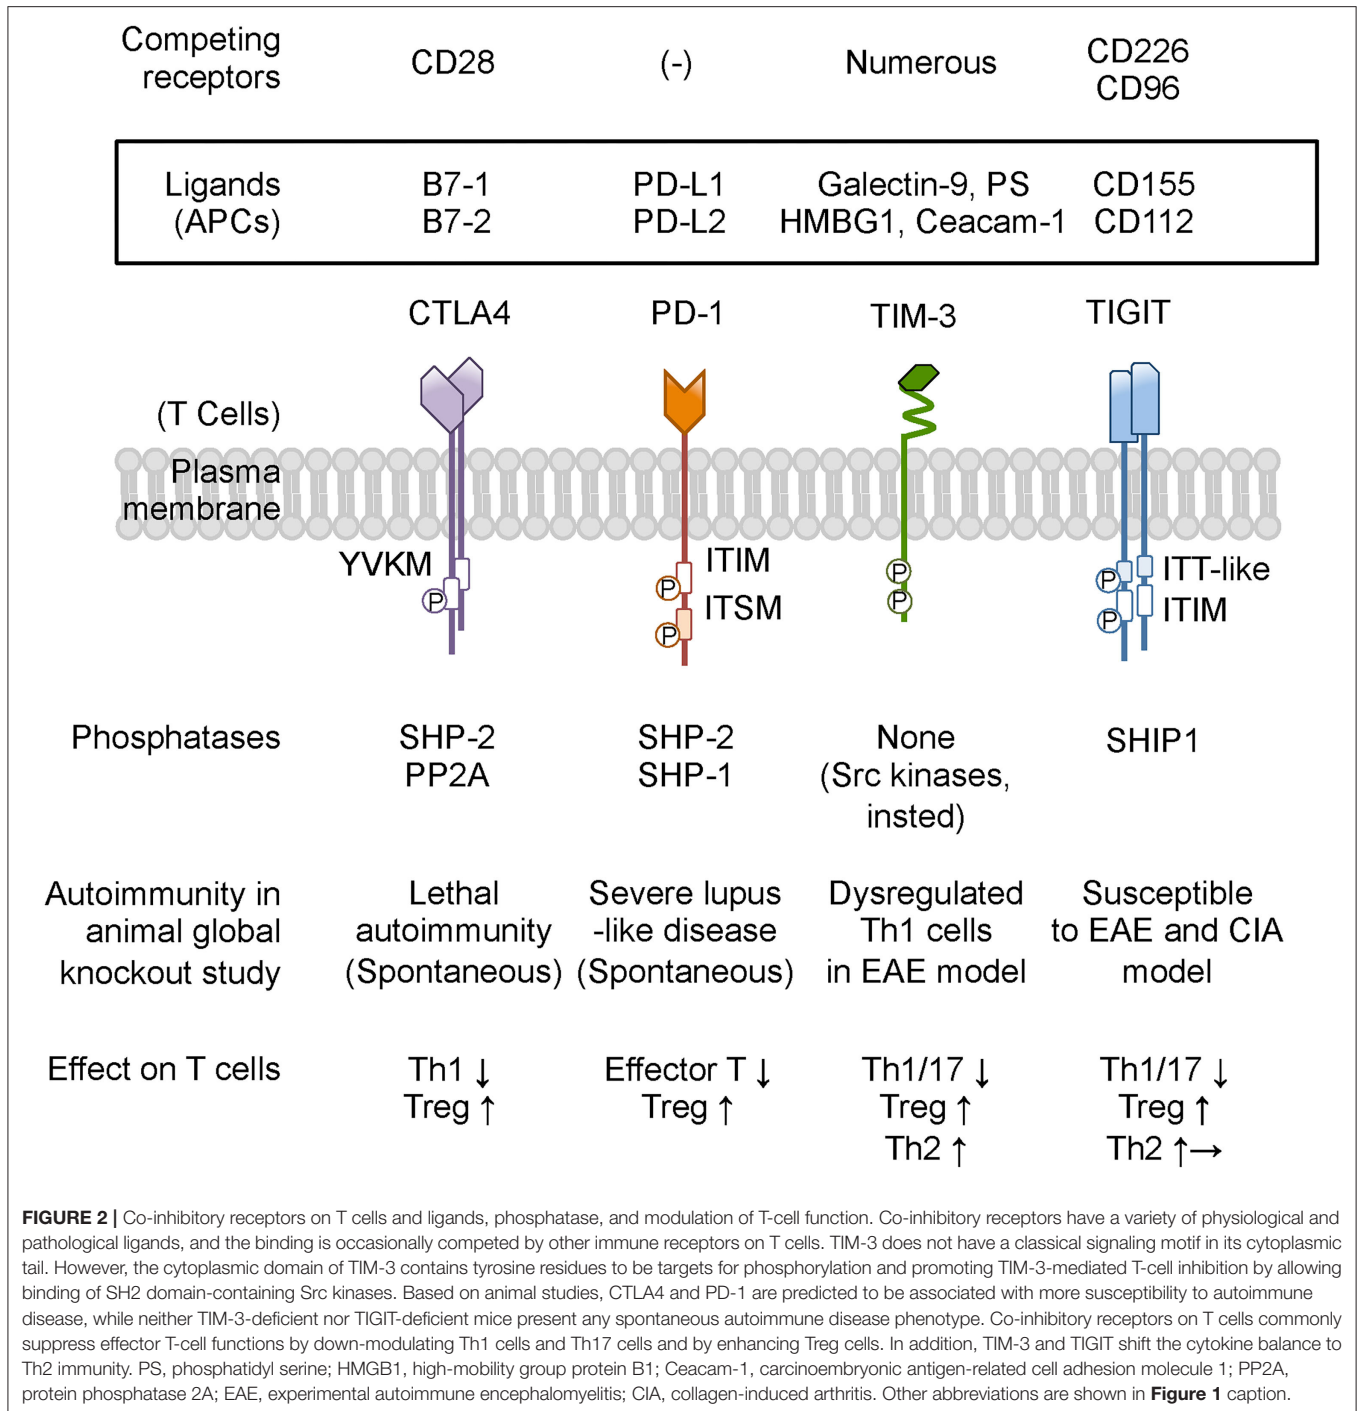 Competing receptors CD28 (-) Numerous CD226 CD96
Ligands (APCs) B7-1 B7-2 PD-L1 PD-L2 Galectin-9, PS HMBG1, Ceacam-1 CD155 CD112
CTLA4 PD-1 TIM-3 TIGIT
(T Cells)
Plasma
membrane
YVKM ITIM ITT-like
ITSM ITIM
P P P P P P P
Phosphatases SHP-2 SHP-2 None SHIP1
PP2A SHP-1 (Src kinases,
insted)
Autoimmunity in Lethal Severe lupus Dysregulated Susceptible
animal global autoimmunity -like disease Th1 cells to EAE and CIA
knockout study (Spontaneous) (Spontaneous) in EAE model model
Effect on T cells Th1 ↓ Effector T ↓ Th1/17 ↓ Th1/17 ↓
Treg ↑ Treg ↑ Treg ↑ Treg ↑
Th2 ↑ Th2 ↑→
FIGURE 2 | Co-inhibitory receptors on T cells and ligands, phosphatase, and modulation of T-cell function. Co-inhibitory receptors have a variety of physiological and
pathological ligands, and the binding is occasionally competed by other immune receptors on T cells. TIM-3 does not have a classical signaling motif in its cytoplasmic
tail. However, the cytoplasmic domain of TIM-3 contains tyrosine residues to be targets for phosphorylation and promoting TIM-3-mediated T-cell inhibition by allowing
binding of SH2 domain-containing Src kinases. Based on animal studies, CTLA4 and PD-1 are predicted to be associated with more susceptibility to autoimmune
disease, while neither TIM-3-deficient nor TIGIT-deficient mice present any spontaneous autoimmune disease phenotype. Co-inhibitory receptors on T cells commonly
suppress effector T-cell functions by down-modulating Th1 cells and Th17 cells and by enhancing Treg cells. In addition, TIM-3 and TIGIT shift the cytokine balance to
Th2 immunity. PS, phosphatidyl serine; HMGB1, high-mobility group protein B1; Ceacam-1, carcinoembryonic antigen-related cell adhesion molecule 1; PP2A,
protein phosphatase 2A; EAE, experimental autoimmune encephalomyelitis; CIA, collagen-induced arthritis. Other abbreviations are shown in Figure 1 caption.